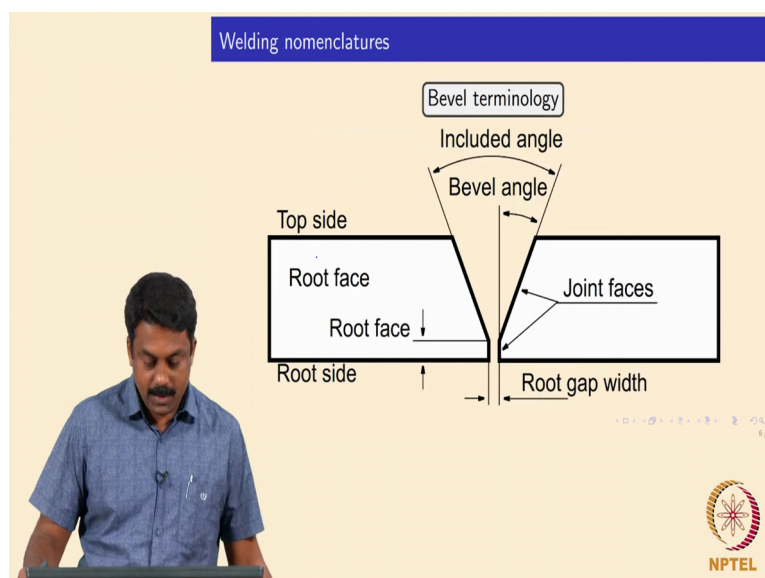 Welding nomenclatures
Bevel terminology
Included angle
Bevel angle
Top side
Root face
Joint faces
Root face
Root side
Root gap width
6
NPTEL